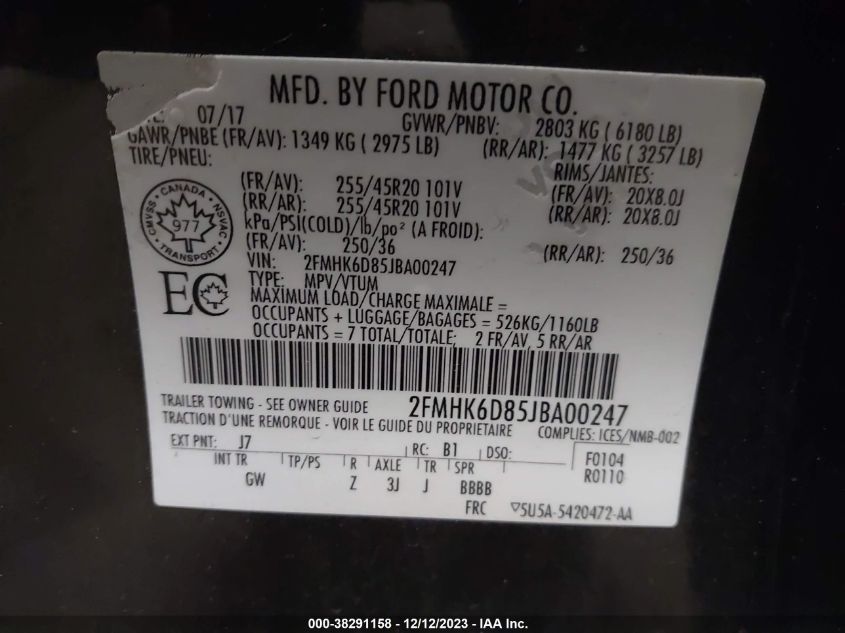 MFD. BY FORD MOTOR CO.
07/17 GVWR/PNBV: 2803 KG ( 6180 LB)
GAWR/PNBE (FR/AV): 1349 KG ( 2975 LB) (RR/AR): 1477 KG ( 3257 LB)
TIRE/PNEU: RIMS/JANTES:
(FR/AV): 255/45R20 101V 20X8.0J
(RR/AR): 255/45R20 101V 20X8.0J
kPa/PSI(COLD)/lb/po² (A FROID):
(FR/AV): 250/36 (RR/AR): 250/36
VIN: 2FMHK6D85JBA00247
TYPE: MPV/VTUM
MAXIMUM LOAD/CHARGE MAXIMALE =
OCCUPANTS + LUGGAGE/BAGAGES = 526KG/1160LB
OCCUPANTS = 7 TOTAL/TOTALE; 2 FR/AV, 5 RR/AR
CANADA
CMVSS NSVAC
977
TRANSPORT
EC
TRAILER TOWING - SEE OWNER GUIDE 2FMHK6D85JBA00247
TRACTION D'UNE REMORQUE - VOIR LE GUIDE DU PROPRIETAIRE COMPLIES: ICES/NMB-002
EXT PNT: J7 RC: B1 DSO: F0104
INT TR TP/PS R AXLE TR SPR R0110
GW Z 3J J BBBB
FRC 5U5A-5420472-AA
000-38291158 - 12/12/2023 - IAA Inc.